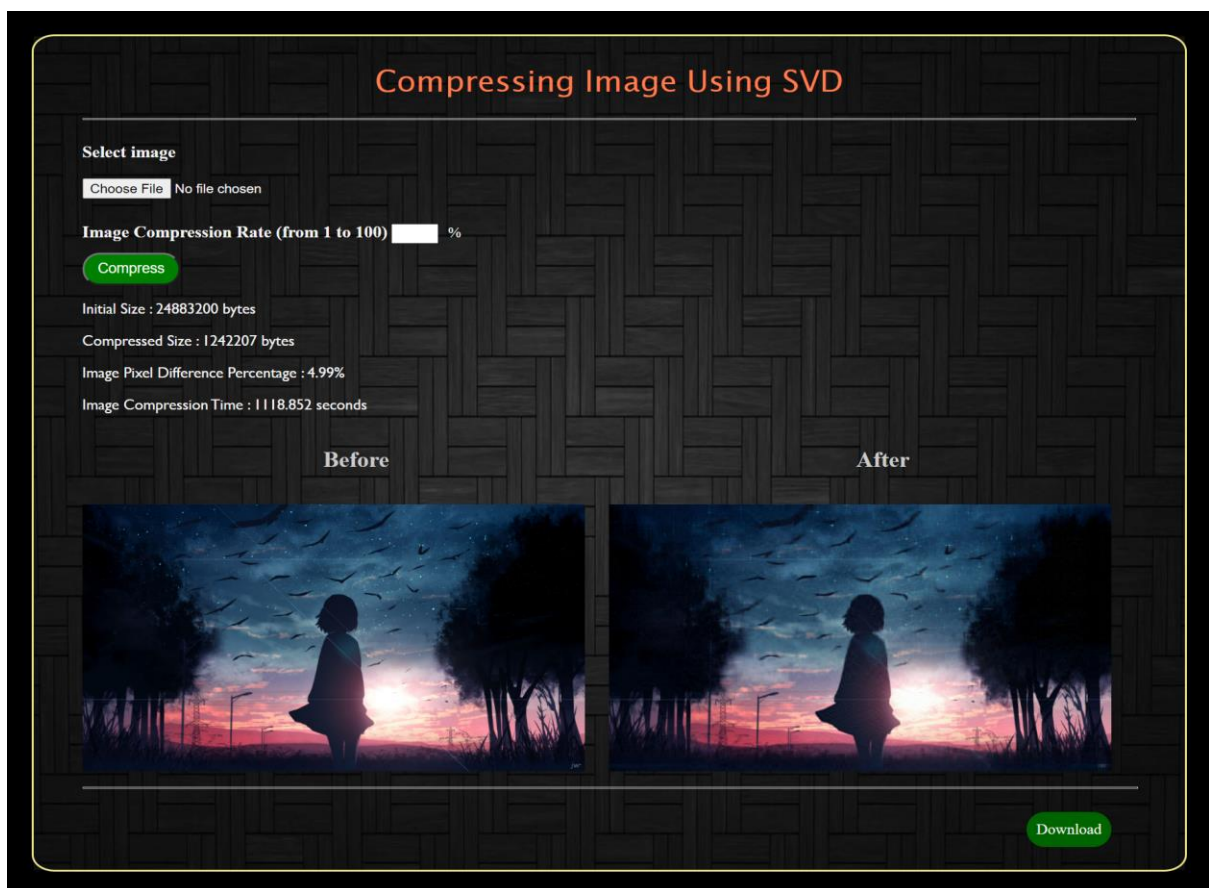 Compressing Image Using SVD
Select image
Choose File No file chosen
Image Compression Rate (from 1 to 100) %
Compress
Initial Size : 24883200 bytes
Compressed Size : 1242207 bytes
Image Pixel Difference Percentage : 4.99%
Image Compression Time : 1118.852 seconds
Before After
Download